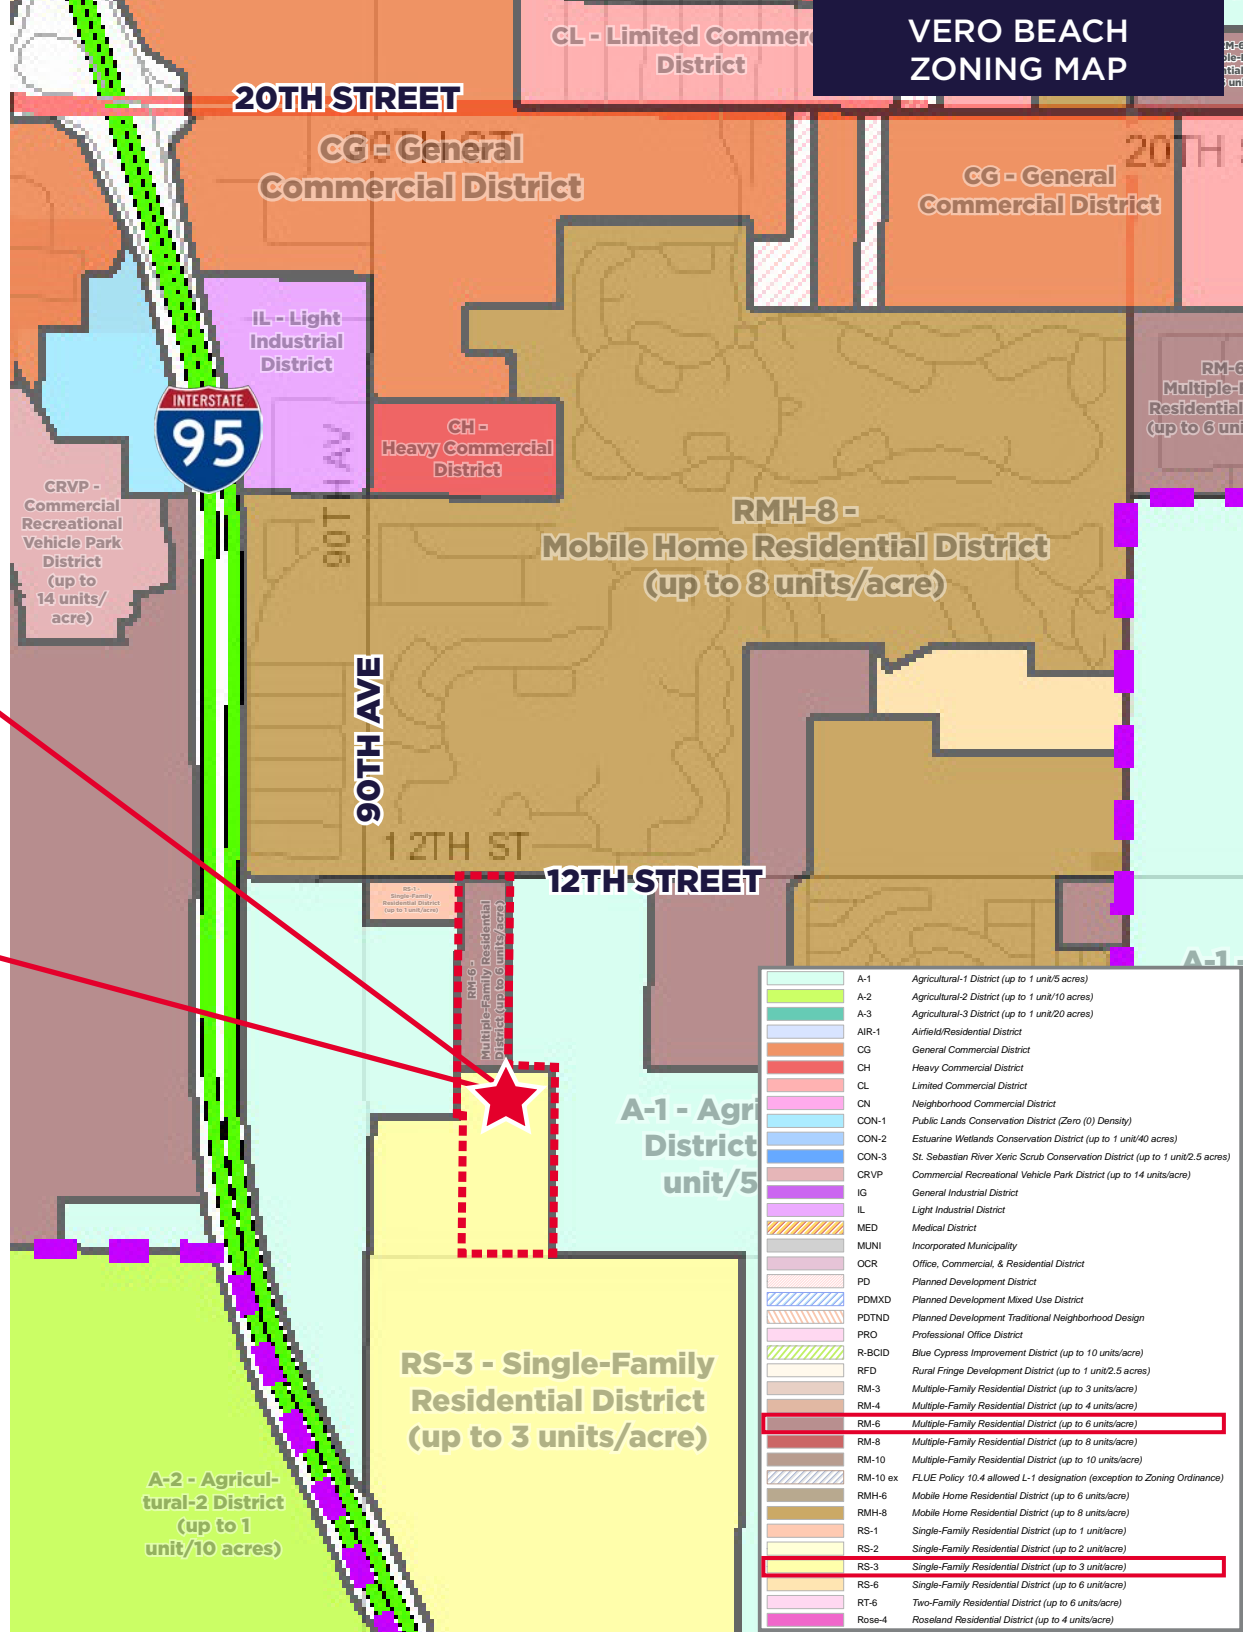 VERO BEACH
ZONING MAP
CL - Limited Commer
District
20TH STREET
CG - General
Commercial District
20TH
CG - General
Commercial District
IL - Light
Industrial
District
INTERSTATE
95
CH -
Heavy Commercial
District
90TH AV
RM-6
Multiple-
Residential
(up to 6 uni
CRVP -
Commercial
Recreational
Vehicle Park
District
(up to
14 units/
acre)
RMH-8 -
Mobile Home Residential District
(up to 8 units/acre)
90TH AVE
12TH ST
12TH STREET
RS-1 -
Single-Family
Residential District
(up to 1 unit/acre)
RM-6 -
Multiple-Family Residential
District (up to 6 units/acre)
A-1 -
A-1 - Agri
District
unit/5
RS-3 - Single-Family
Residential District
(up to 3 units/acre)
A-2 - Agricul-
tural-2 District
(up to 1
unit/10 acres)
A-1 Agricultural-1 District (up to 1 unit/5 acres)
A-2 Agricultural-2 District (up to 1 unit/10 acres)
A-3 Agricultural-3 District (up to 1 unit/20 acres)
AIR-1 Airfield/Residential District
CG General Commercial District
CH Heavy Commercial District
CL Limited Commercial District
CN Neighborhood Commercial District
CON-1 Public Lands Conservation District (Zero (0) Density)
CON-2 Estuarine Wetlands Conservation District (up to 1 unit/40 acres)
CON-3 St. Sebastian River Xeric Scrub Conservation District (up to 1 unit/2.5 acres)
CRVP Commercial Recreational Vehicle Park District (up to 14 units/acre)
IG General Industrial District
IL Light Industrial District
MED Medical District
MUNI Incorporated Municipality
OCR Office, Commercial, & Residential District
PD Planned Development District
PDMXD Planned Development Mixed Use District
PDTND Planned Development Traditional Neighborhood Design
PRO Professional Office District
R-BCID Blue Cypress Improvement District (up to 10 units/acre)
RFD Rural Fringe Development District (up to 1 unit/2.5 acres)
RM-3 Multiple-Family Residential District (up to 3 units/acre)
RM-4 Multiple-Family Residential District (up to 4 units/acre)
RM-6 Multiple-Family Residential District (up to 6 units/acre)
RM-8 Multiple-Family Residential District (up to 8 units/acre)
RM-10 Multiple-Family Residential District (up to 10 units/acre)
RM-10 ex FLUE Policy 10.4 allowed L-1 designation (exception to Zoning Ordinance)
RMH-6 Mobile Home Residential District (up to 6 units/acre)
RMH-8 Mobile Home Residential District (up to 8 units/acre)
RS-1 Single-Family Residential District (up to 1 unit/acre)
RS-2 Single-Family Residential District (up to 2 unit/acre)
RS-3 Single-Family Residential District (up to 3 unit/acre)
RS-6 Single-Family Residential District (up to 6 unit/acre)
RT-6 Two-Family Residential District (up to 6 units/acre)
Rose-4 Roseland Residential District (up to 4 units/acre)